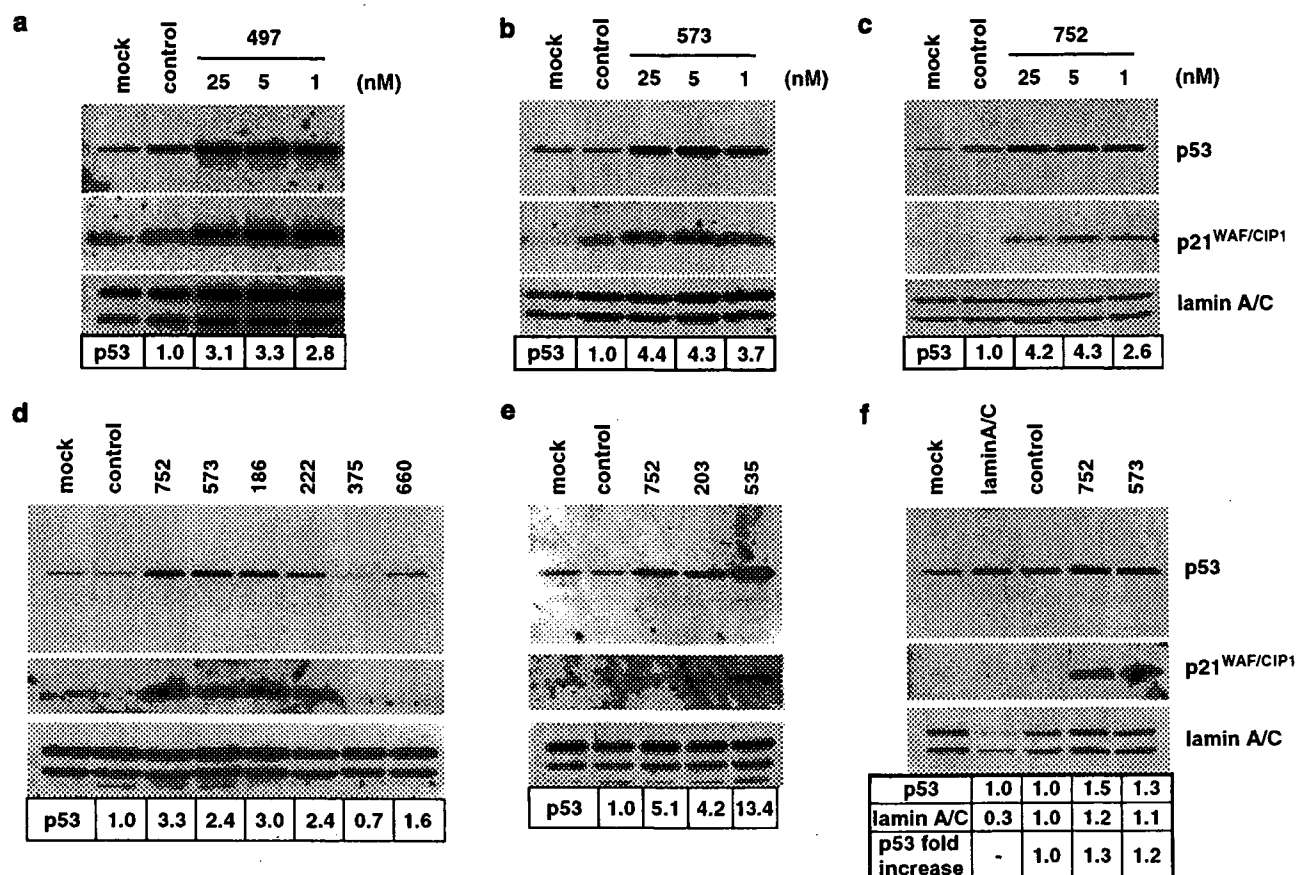 a
mock
control
497
25 5 1 (nM)
p53 1.0 3.1 3.3 2.8
b
mock
control
573
25 5 1 (nM)
p53 1.0 4.4 4.3 3.7
c
mock
control
752
25 5 1 (nM)
p53
p21WAF/CIP1
lamin A/C
p53 1.0 4.2 4.3 2.6
d
mock
control
752
573
186
222
375
660
p53 1.0 3.3 2.4 3.0 2.4 0.7 1.6
e
mock
control
752
203
535
p53 1.0 5.1 4.2 13.4
f
mock
laminA/C
control
752
573
p53
p21WAF/CIP1
lamin A/C
p53 1.0 1.0 1.5 1.3
lamin A/C 0.3 1.0 1.2 1.1
p53 fold
increase - 1.0 1.3 1.2